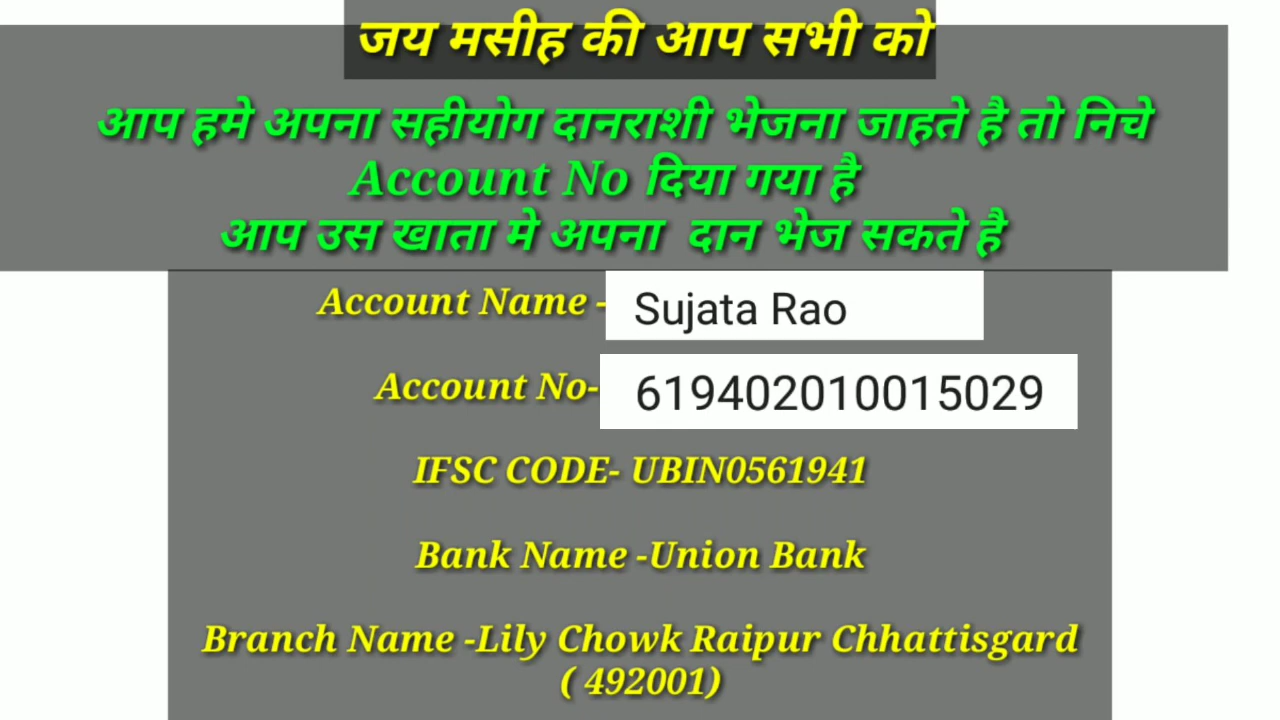 जय मसीह की आप सभी को
आप हमे अपना सहीयोग दानराशी भेजना जाहते है तो निचे
Account No दिया गया है
आप उस खाता मे अपना दान भेज सकते है
Account Name - Sujata Rao
Account No- 619402010015029
IFSC CODE- UBIN0561941
Bank Name -Union Bank
Branch Name -Lily Chowk Raipur Chhattisgard
( 492001)